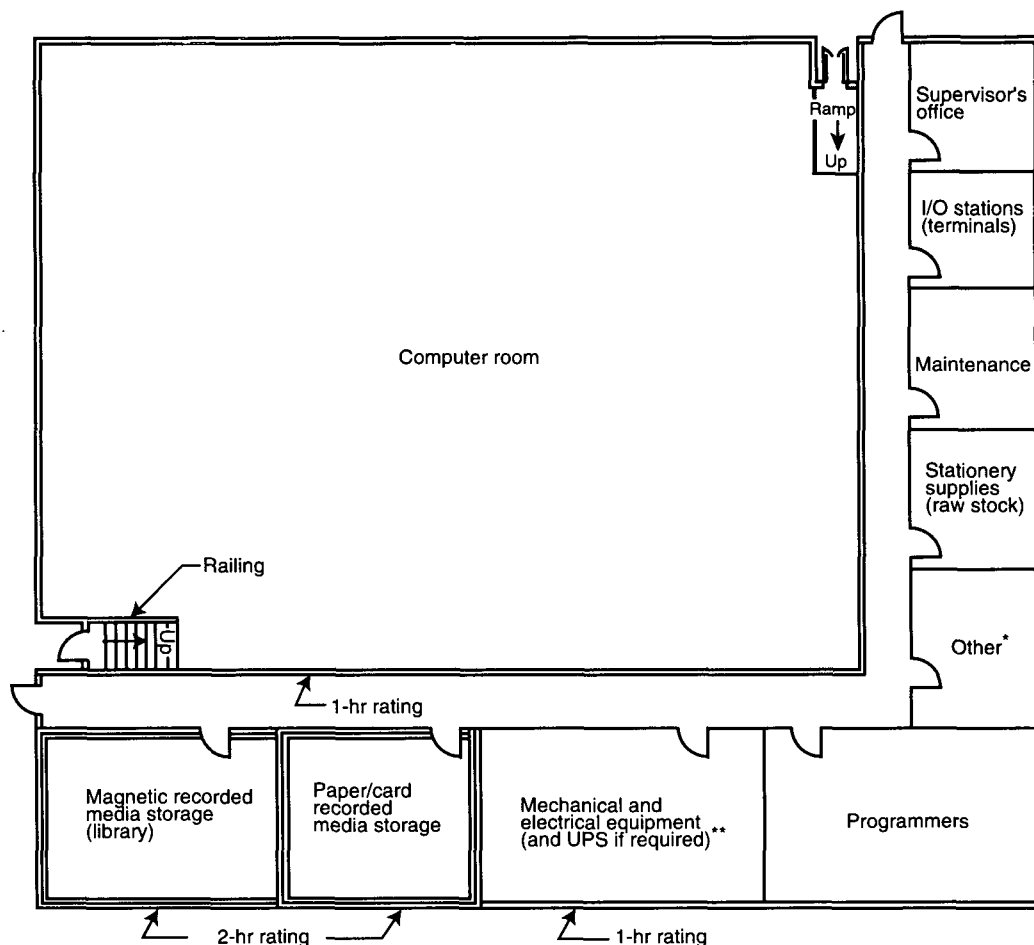 Ramp
Up
Supervisor's
office
I/O stations
(terminals)
Computer room
Maintenance
Stationery
supplies
(raw stock)
Railing
Up
Other*
1-hr rating
Magnetic recorded
media storage
(library)
Paper/card
recorded
media storage
Mechanical and
electrical equipment
(and UPS if required)**
Programmers
2-hr rating
1-hr rating